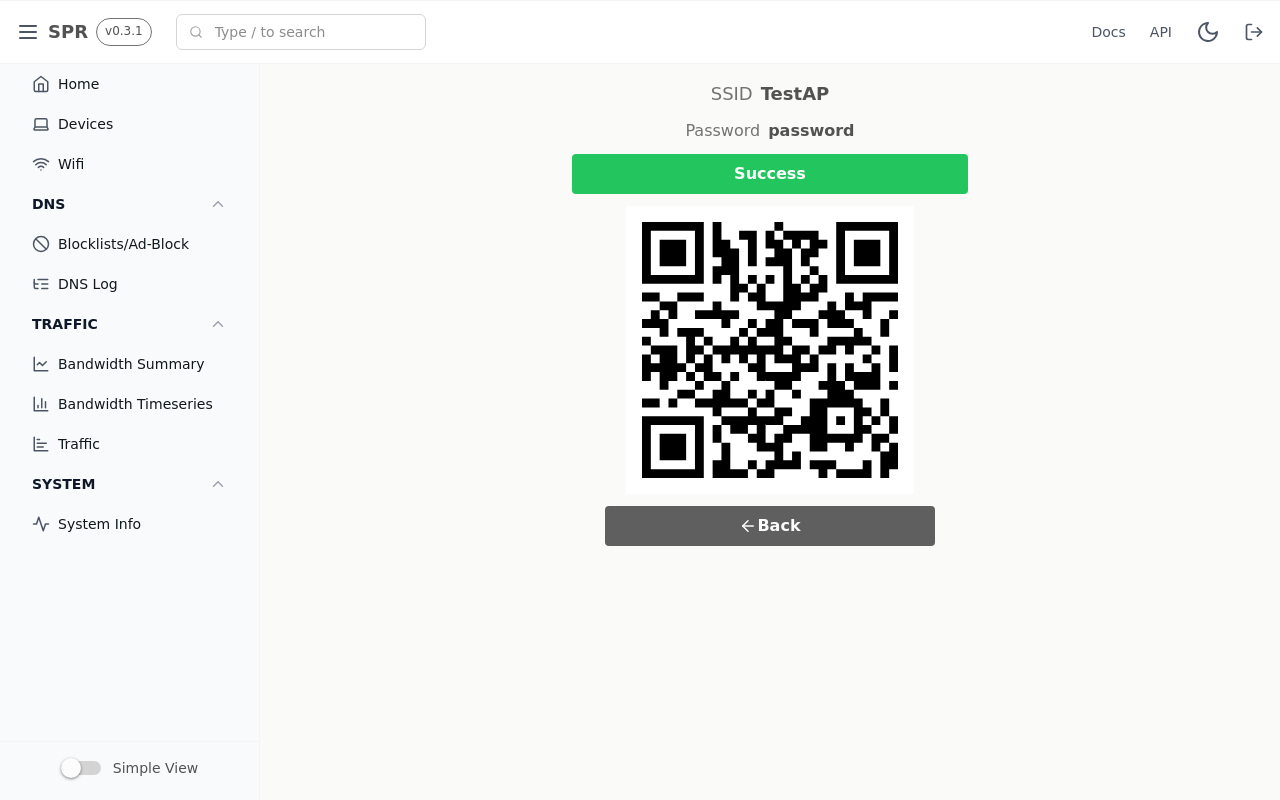 SPR v0.3.1 Type / to search Docs API
Home
Devices
Wifi
DNS
Blocklists/Ad-Block
DNS Log
TRAFFIC
Bandwidth Summary
Bandwidth Timeseries
Traffic
SYSTEM
System Info
Simple View
SSID TestAP
Password password
Success
Back